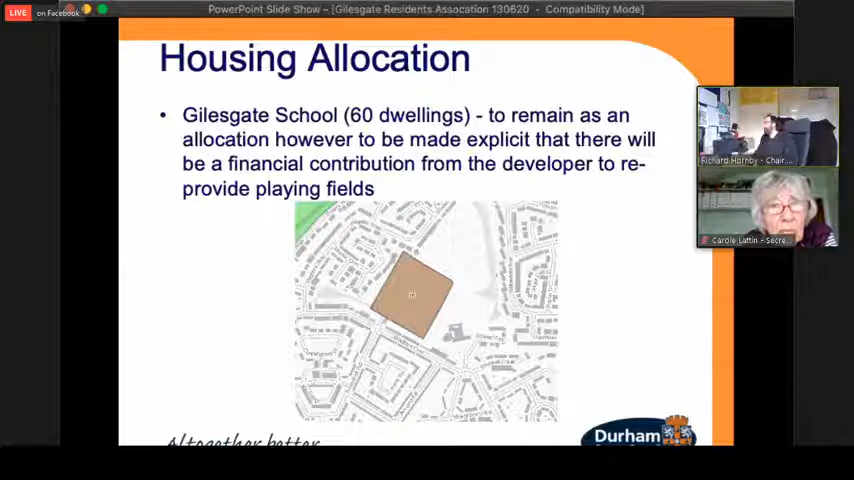 PowerPoint Slide Show – [Gilesgate Residents Assocation 130620 - Compatibility Mode]
LIVE on Facebook
Housing Allocation
• Gilesgate School (60 dwellings) - to remain as an
allocation however to be made explicit that there will
be a financial contribution from the developer to re-
provide playing fields
Richard Hornby - Chair,...
Carole Lattin - Secre...
Altogether better
Durham